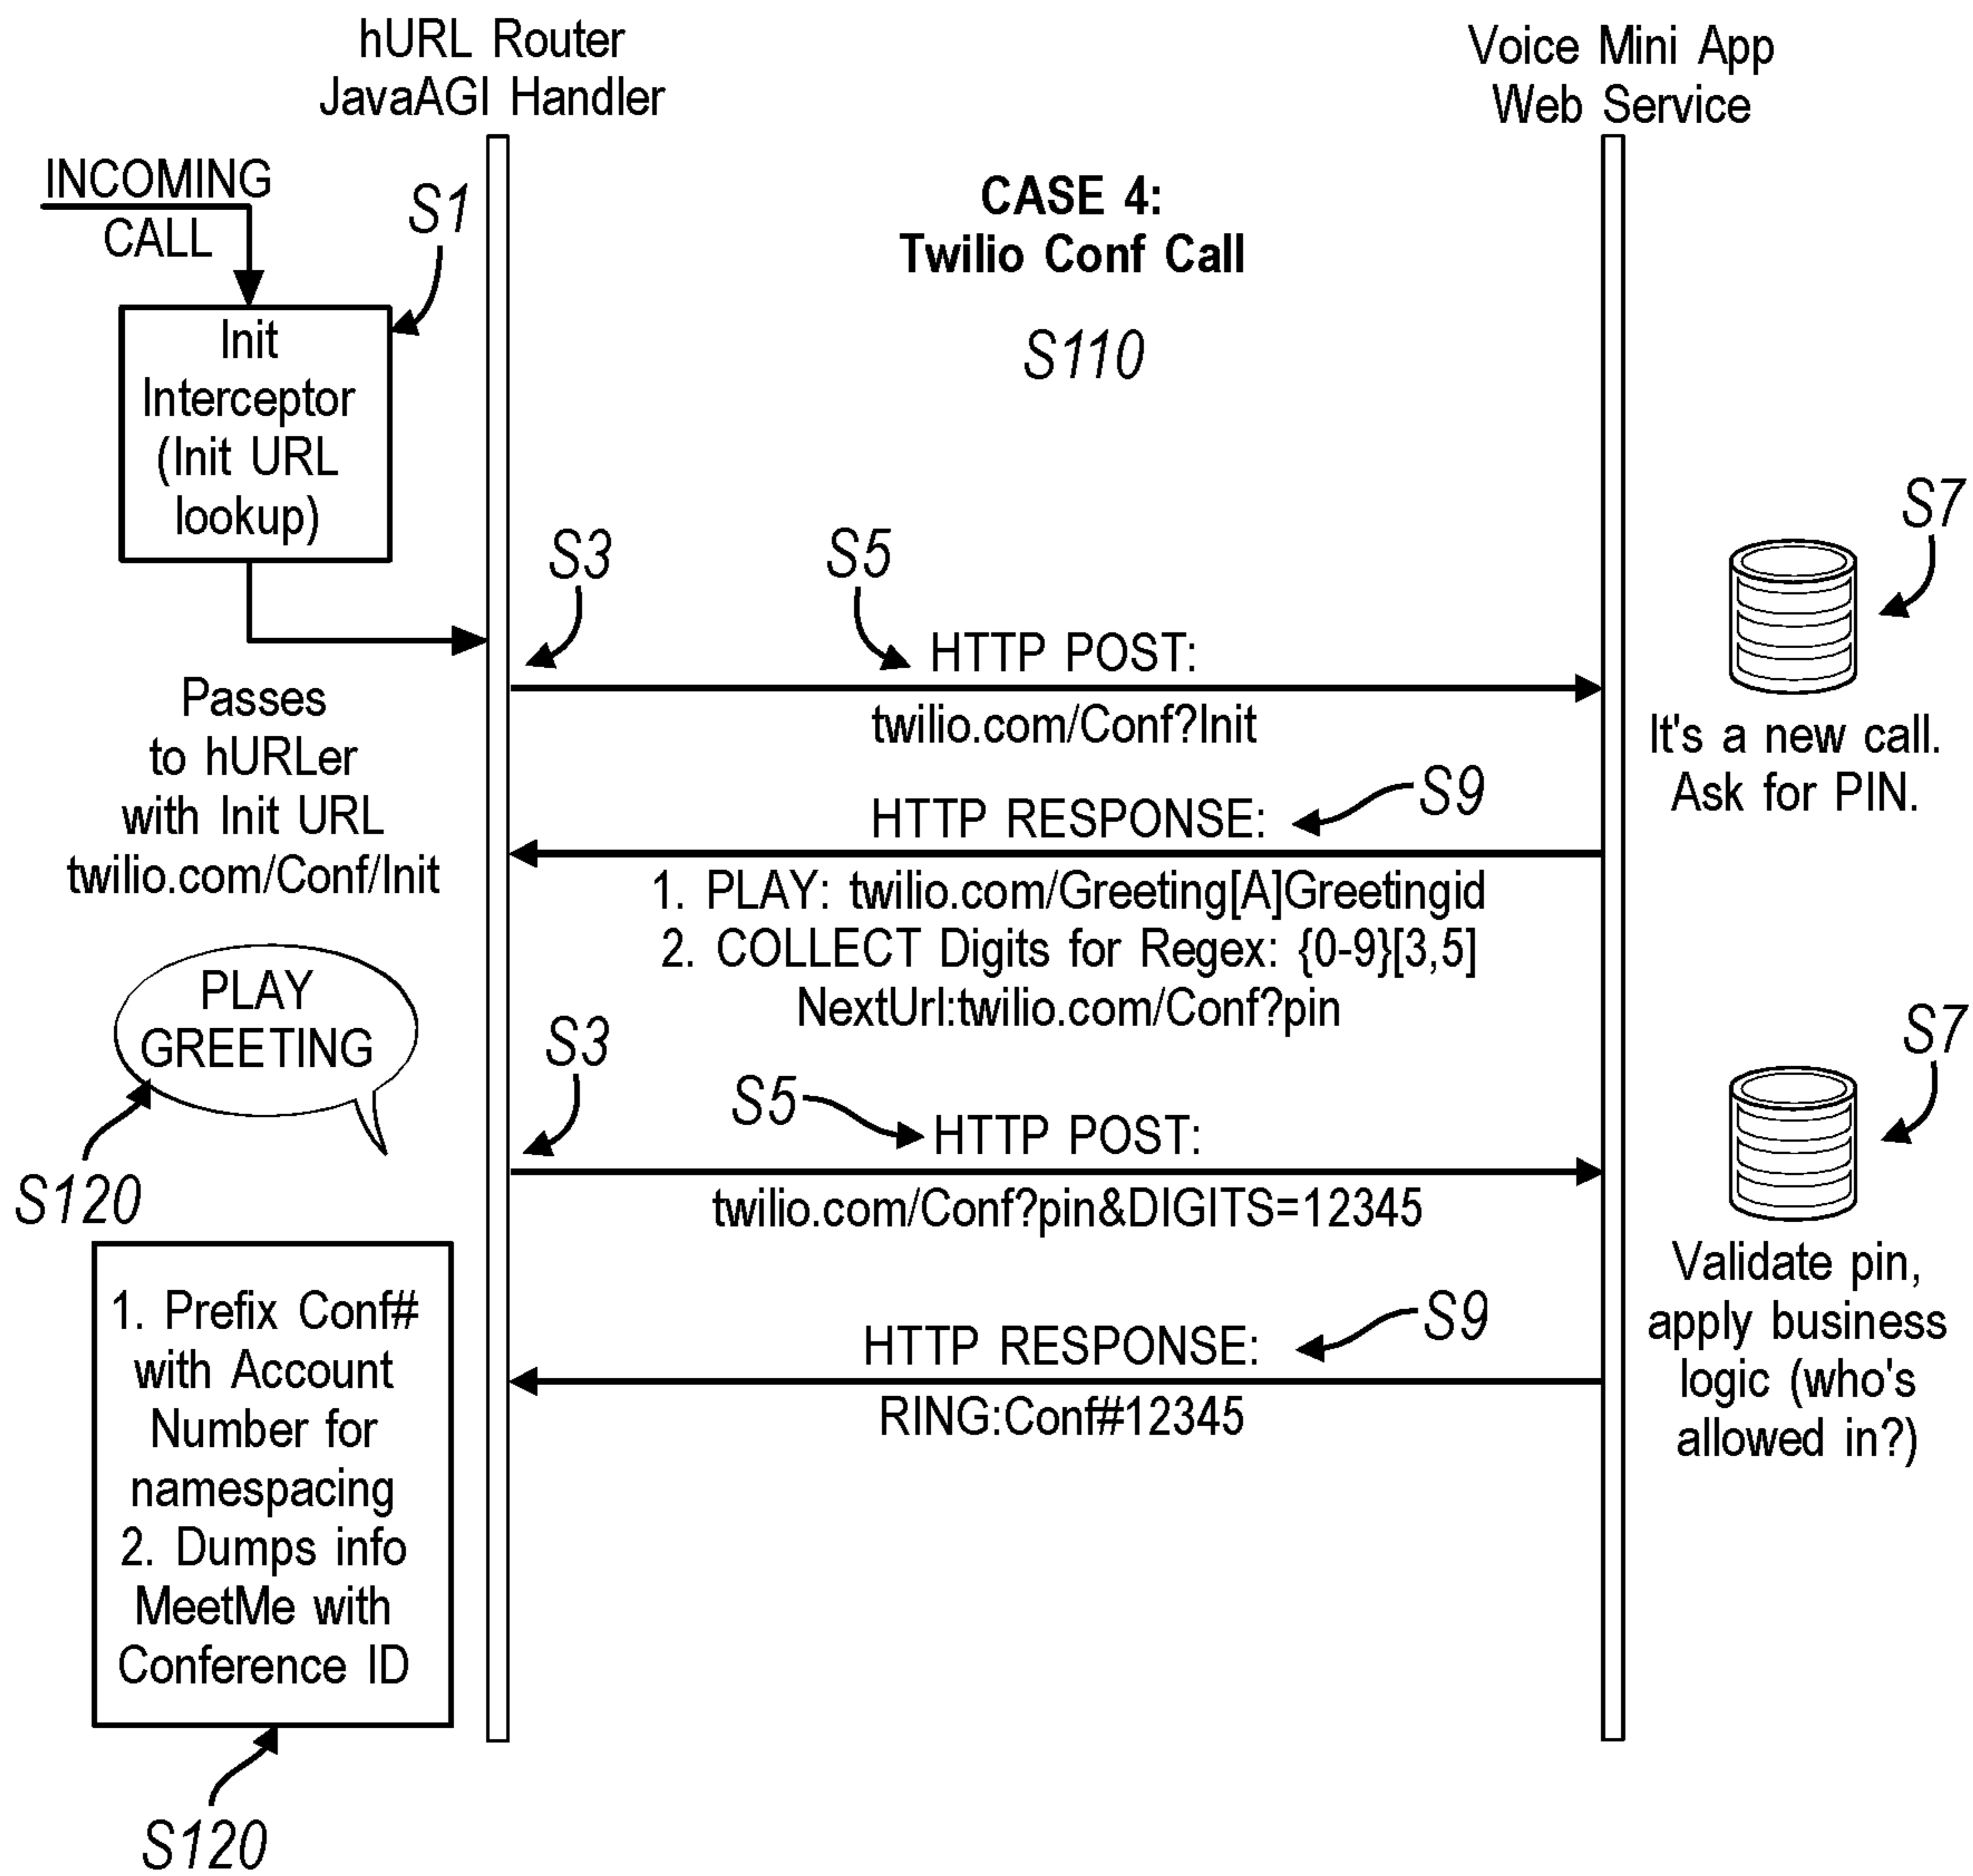 hURL Router
JavaAGI Handler
Voice Mini App
Web Service
INCOMING
CALL
S1
CASE 4:
Twilio Conf Call
S110
Init
Interceptor
(Init URL
lookup)
S3
S5
S7
HTTP POST:
twilio.com/Conf?Init
It's a new call.
Ask for PIN.
Passes
to hURLer
with Init URL
twilio.com/Conf/Init
S9
HTTP RESPONSE:
1. PLAY: twilio.com/Greeting[A]Greetingid
2. COLLECT Digits for Regex: {0-9}[3,5]
NextUrl:twilio.com/Conf?pin
PLAY
GREETING
S120
S3
S5
S7
HTTP POST:
twilio.com/Conf?pin&DIGITS=12345
Validate pin,
apply business
logic (who's
allowed in?)
S9
HTTP RESPONSE:
RING:Conf#12345
1. Prefix Conf#
with Account
Number for
namespacing
2. Dumps info
MeetMe with
Conference ID
S120